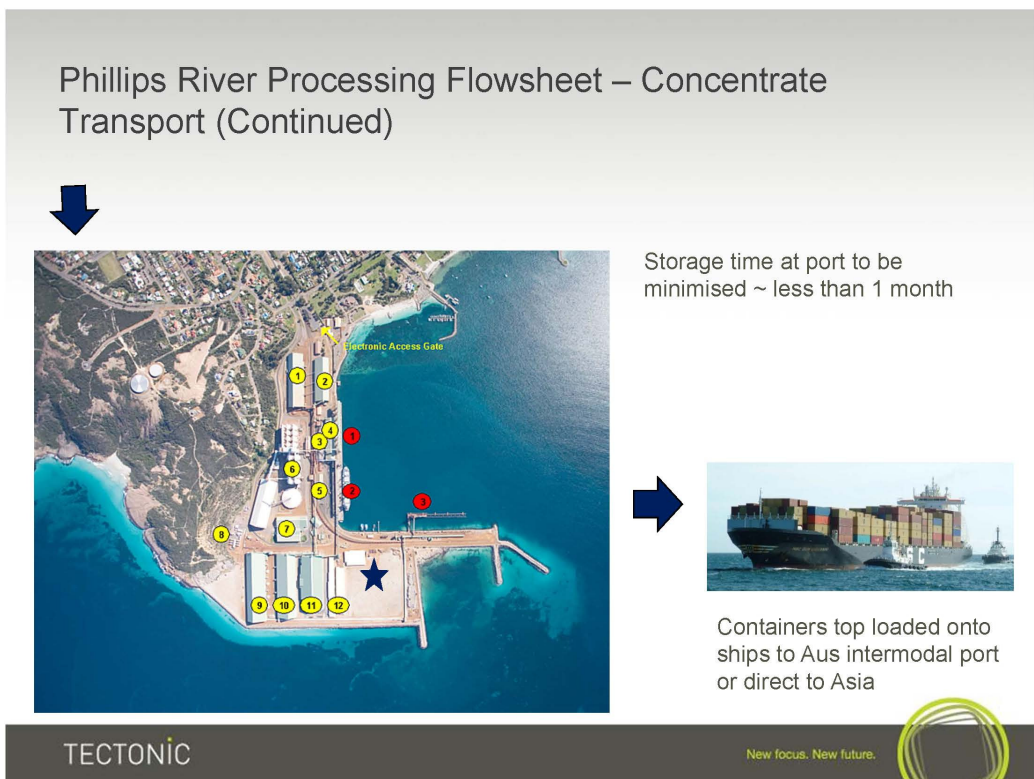 Phillips River Processing Flowsheet – Concentrate
Transport (Continued)
Storage time at port to be
minimised ~ less than 1 month
Electronic Access Gate
1
2
4
3
1
6
5
2
3
7
8
9
10
11
12
Containers top loaded onto
ships to Aus intermodal port
or direct to Asia
TECTONIC
New focus. New future.